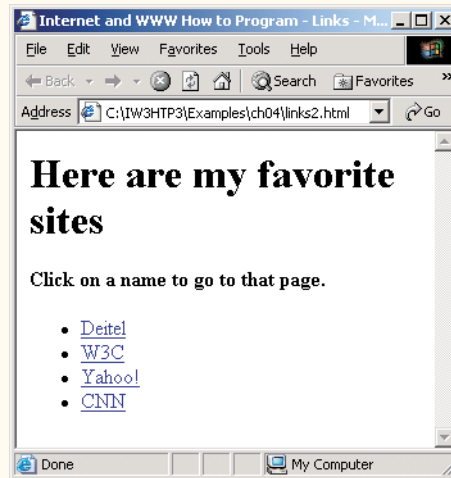 Internet and WWW How to Program - Links - M...
File Edit View Favorites Tools Help
Back Search Favorites »
Address C:\IW3HTP3\Examples\ch04\links2.html Go
Here are my favorite
sites
Click on a name to go to that page.
• Deitel
• W3C
• Yahoo!
• CNN
Done My Computer